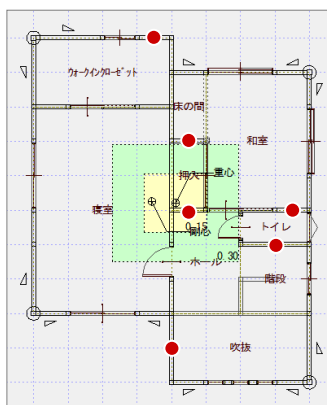 ウォークインクローゼット
床の間
和室
押入
重心
寝室
0.15
剛心
トイレ
ホール
0.30
階段
吹抜